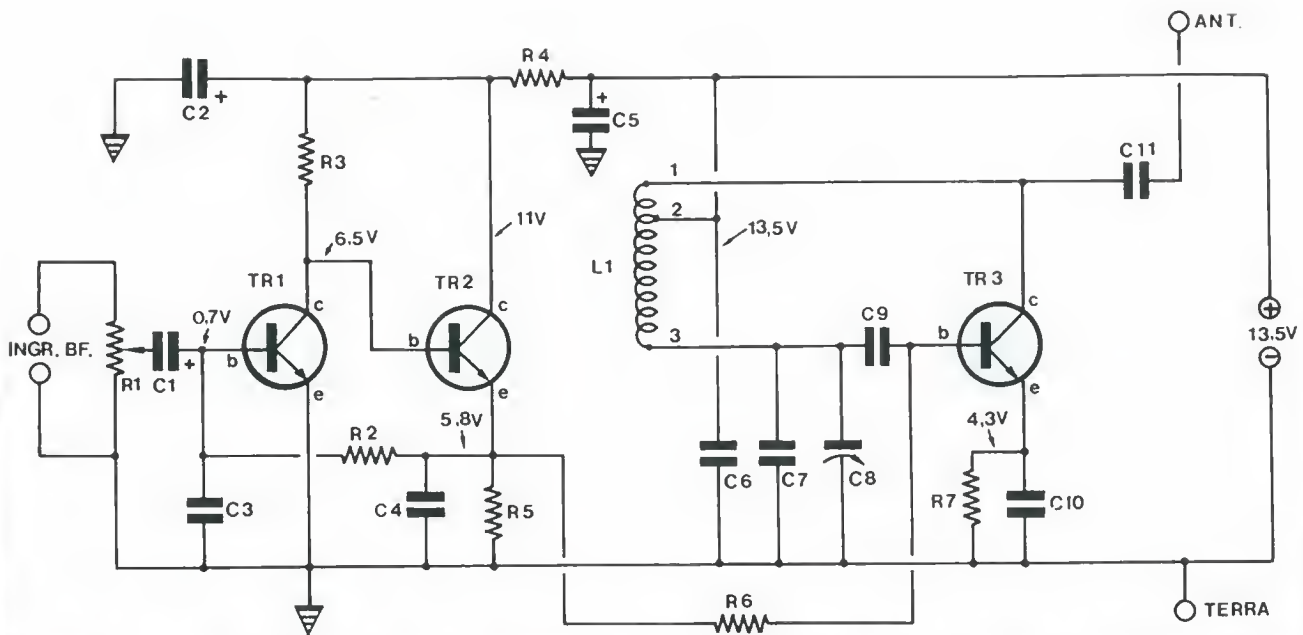 ANT.
R4
C2
+
+
C5
R3
C11
1
2
6.5V
11V
13,5V
L1
TR1
TR2
TR3
c
c
c
0.7V
C9
+
13.5V
−
INGR. BF.
R1
C1
+
b
b
b
3
e
e
e
5.8V
4,3V
R2
C3
C4
R5
C6
C7
C8
R7
C10
R6
TERRA